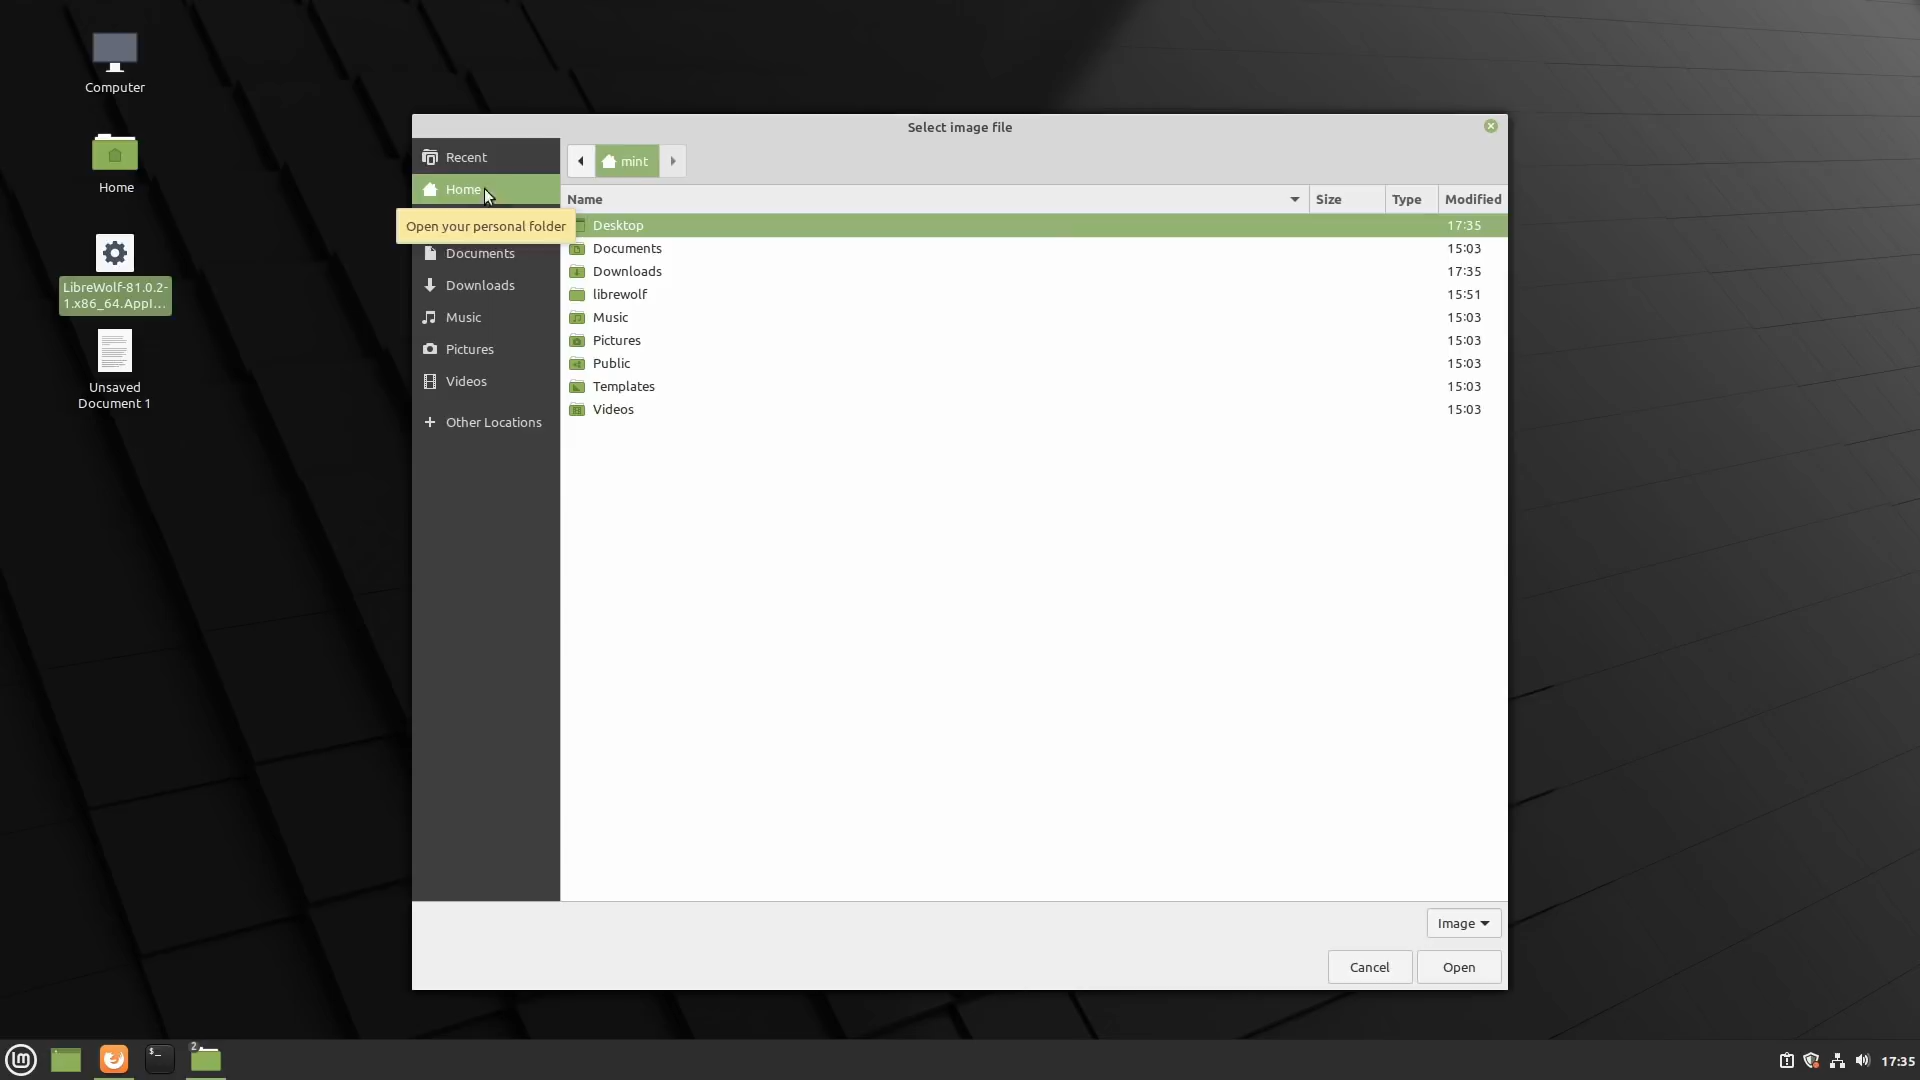 Computer
Home
LibreWolf-81.0.2-
1.x86_64.AppI...
Unsaved
Document 1
Select image file
Recent
Home
Open your personal folder
Documents
Downloads
Music
Pictures
Videos
Other Locations
mint
Name Size Type Modified
Desktop 17:35
Documents 15:03
Downloads 17:35
librewolf 15:51
Music 15:03
Pictures 15:03
Public 15:03
Templates 15:03
Videos 15:03
Image
Cancel Open
lm
$_
2
17:35